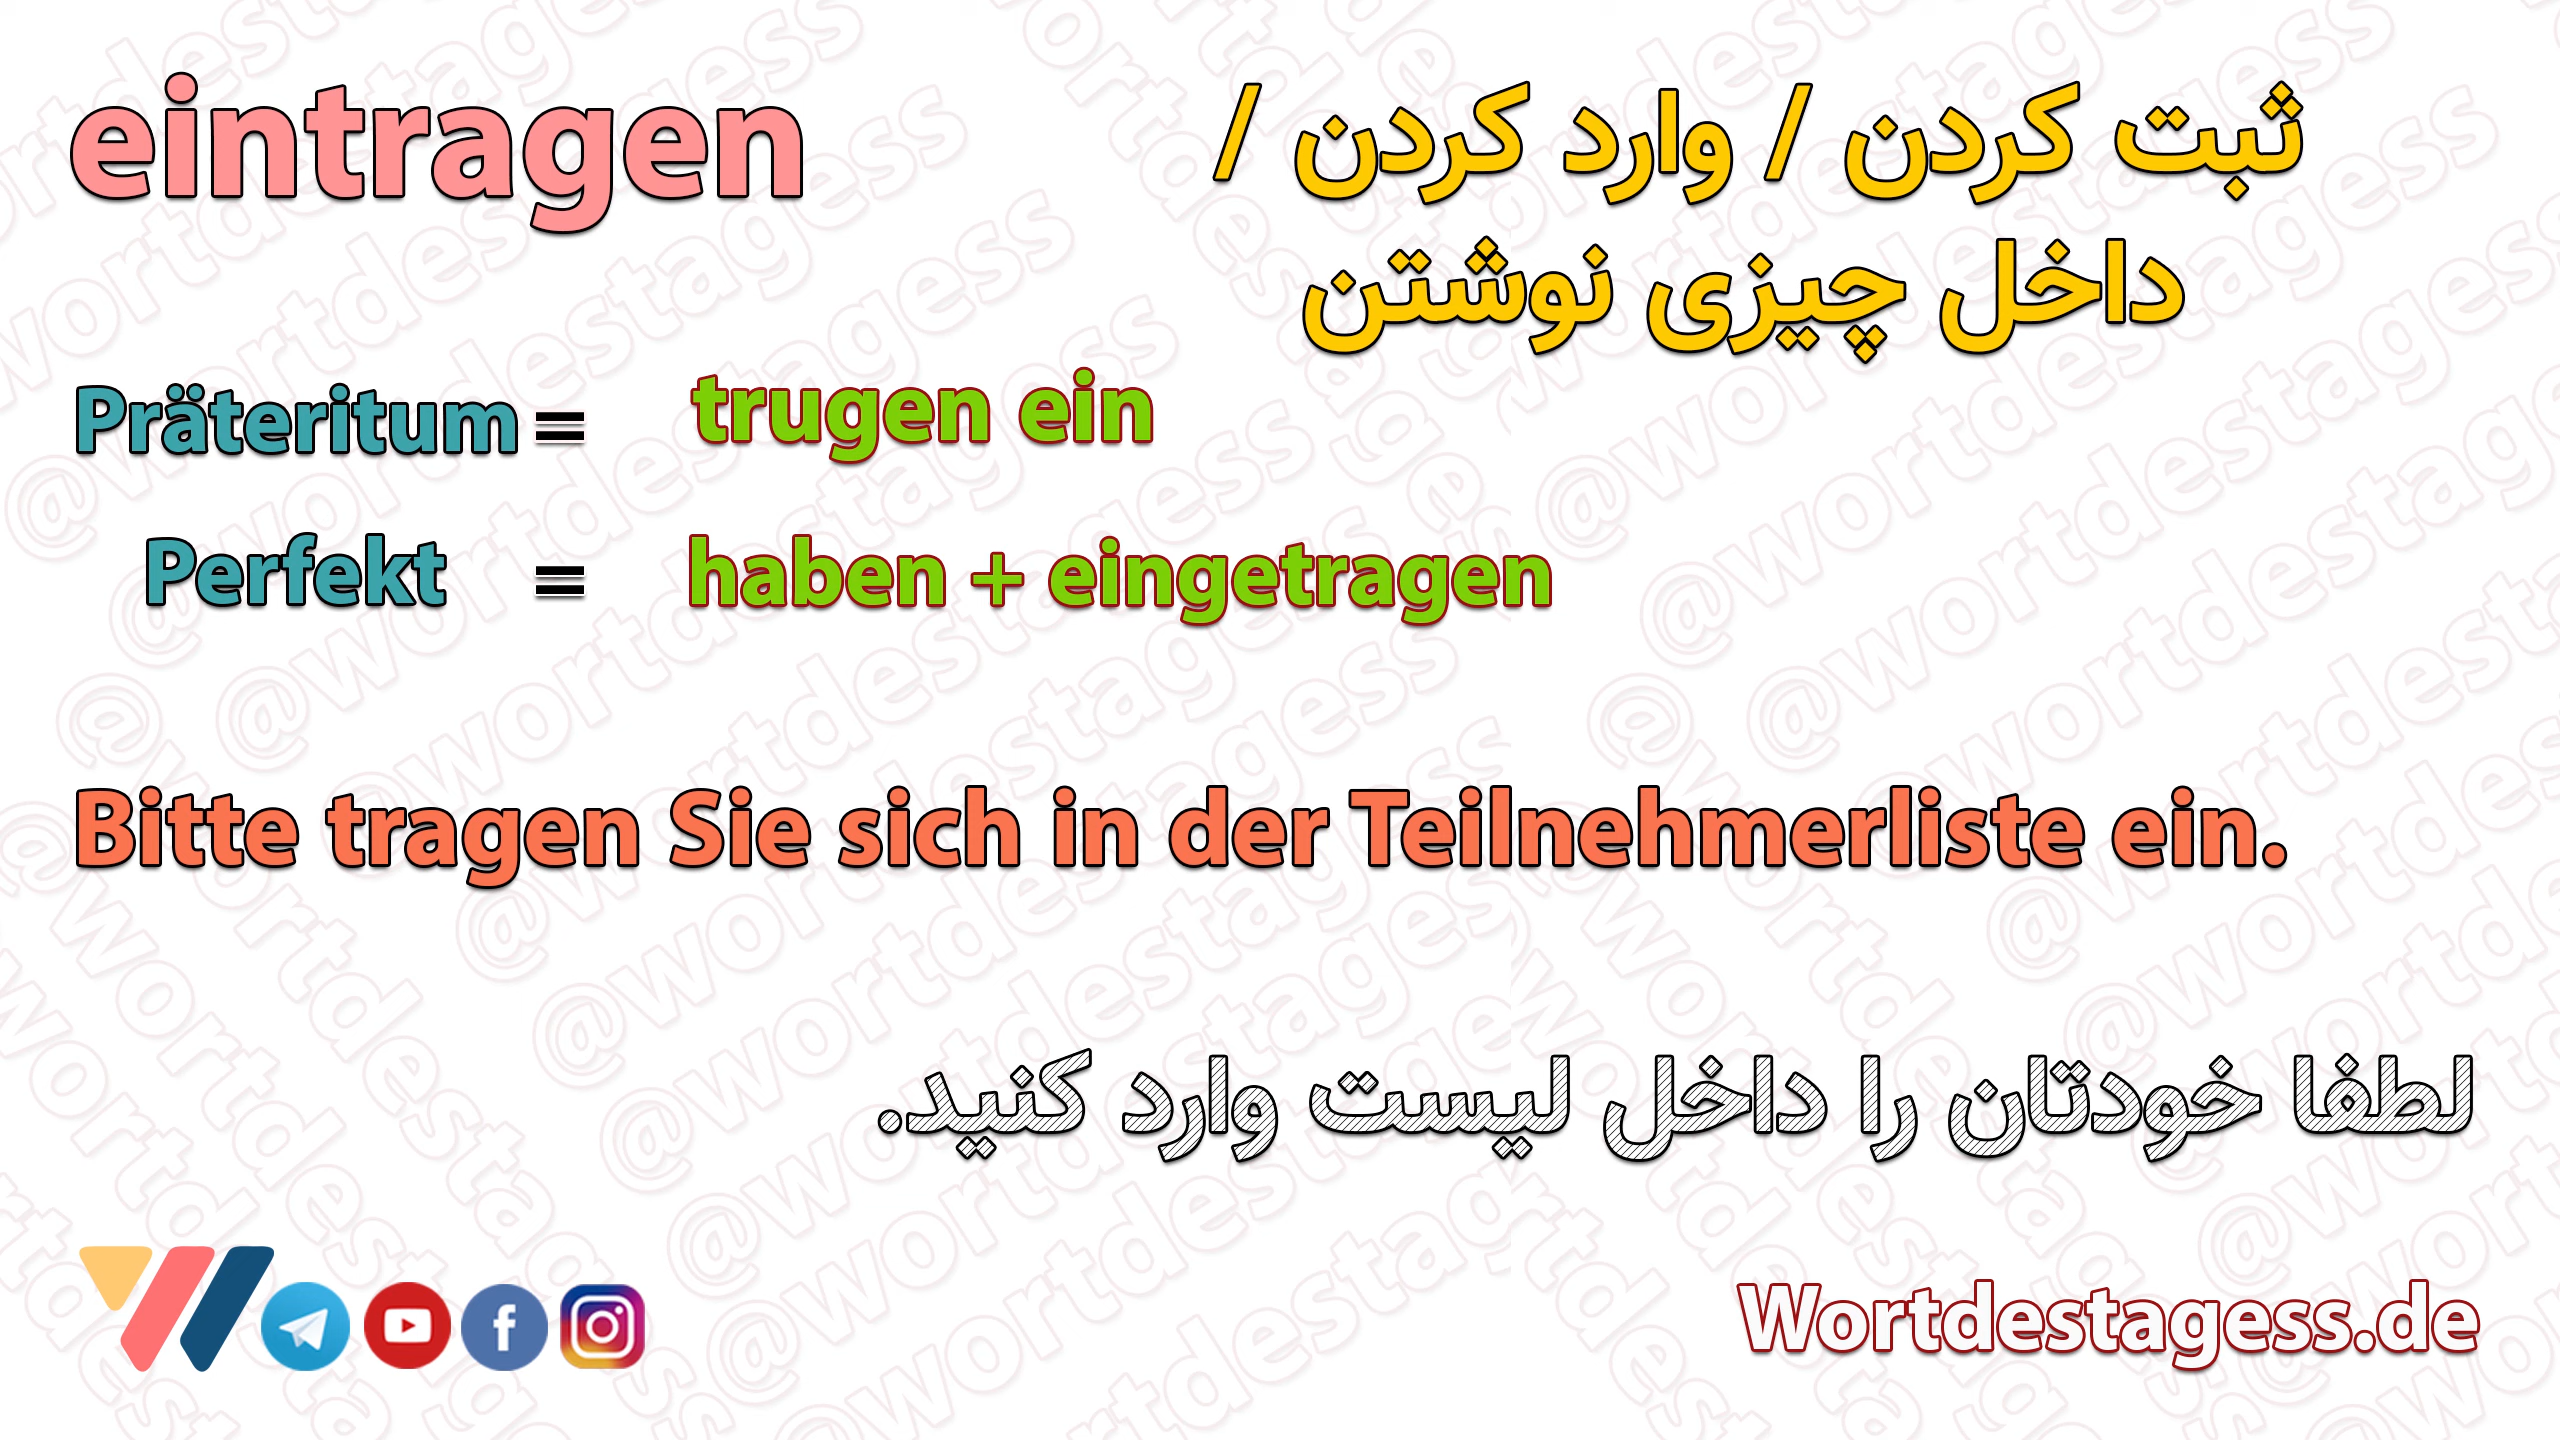 eintragen
ثبت کردن / وارد کردن /
داخل چیزی نوشتن
Präteritum = trugen ein
Perfekt = haben + eingetragen
Bitte tragen Sie sich in der Teilnehmerliste ein.
لطفا خودتان را داخل لیست وارد کنید.
Wortdestagess.de
@wortdestagess